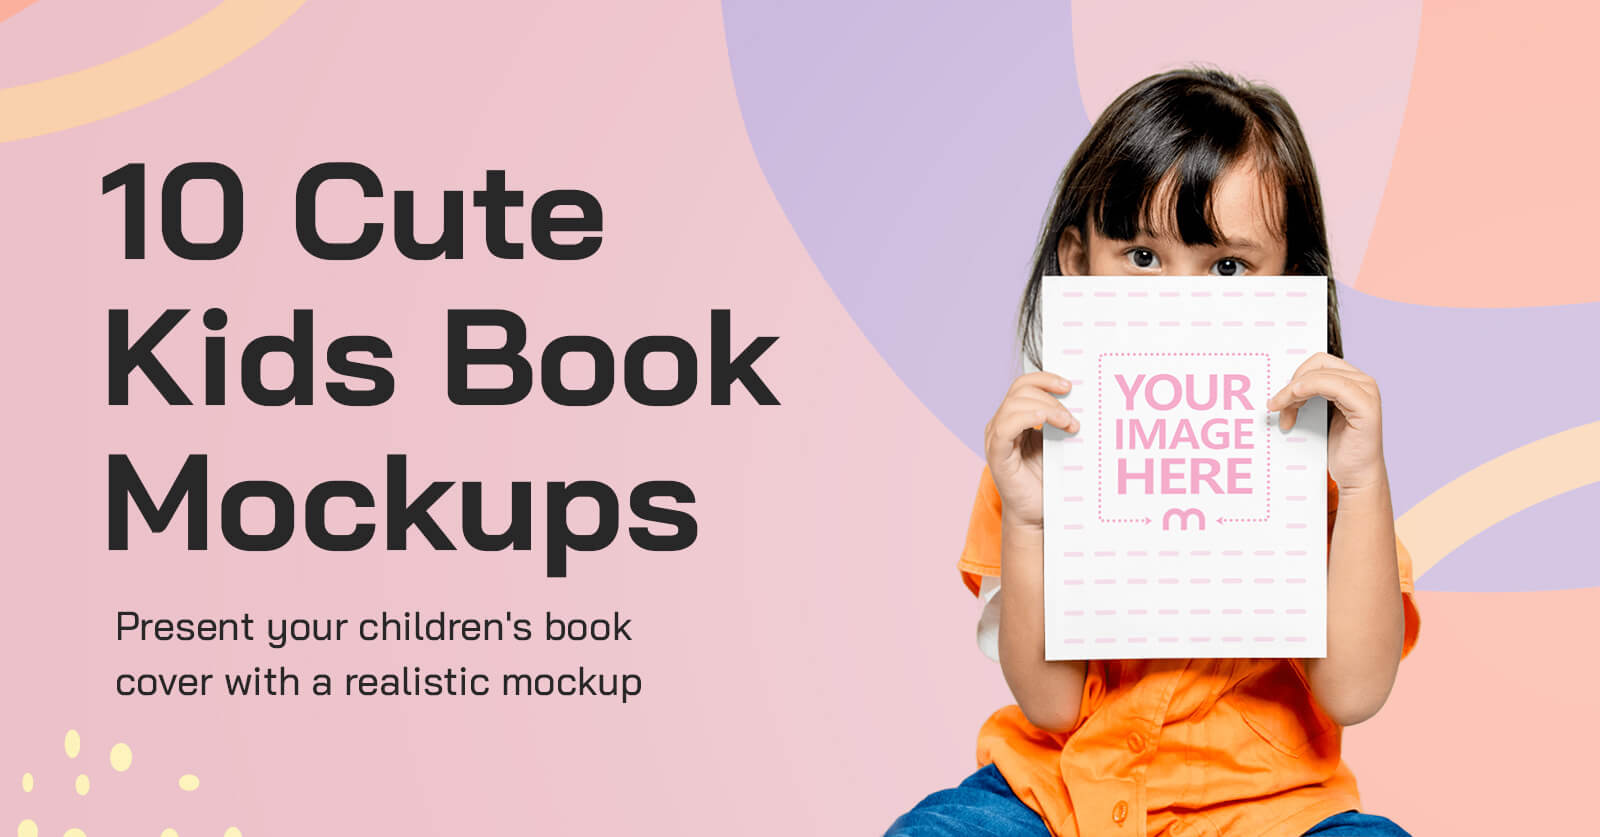 10 Cute
Kids Book
Mockups
Present your children's book
cover with a realistic mockup
YOUR
IMAGE
HERE
m